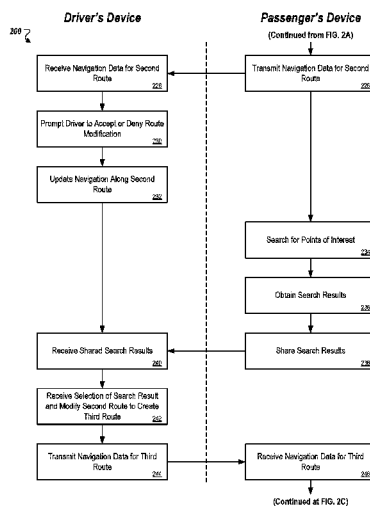 Driver's Device
Passenger's Device
200
(Continued from FIG. 2A)
Receive Navigation Data for Second
Route
228
Transmit Navigation Data for Second
Route
226
Prompt Driver to Accept or Deny Route
Modification
230
Update Navigation Along Second
Route
232
Search for Points of Interest
234
Obtain Search Results
236
Receive Shared Search Results
240
Share Search Results
238
Receive Selection of Search Result
and Modify Second Route to Create
Third Route
242
Transmit Navigation Data for Third
Route
244
Receive Navigation Data for Third
Route
246
(Continued at FIG. 2C)